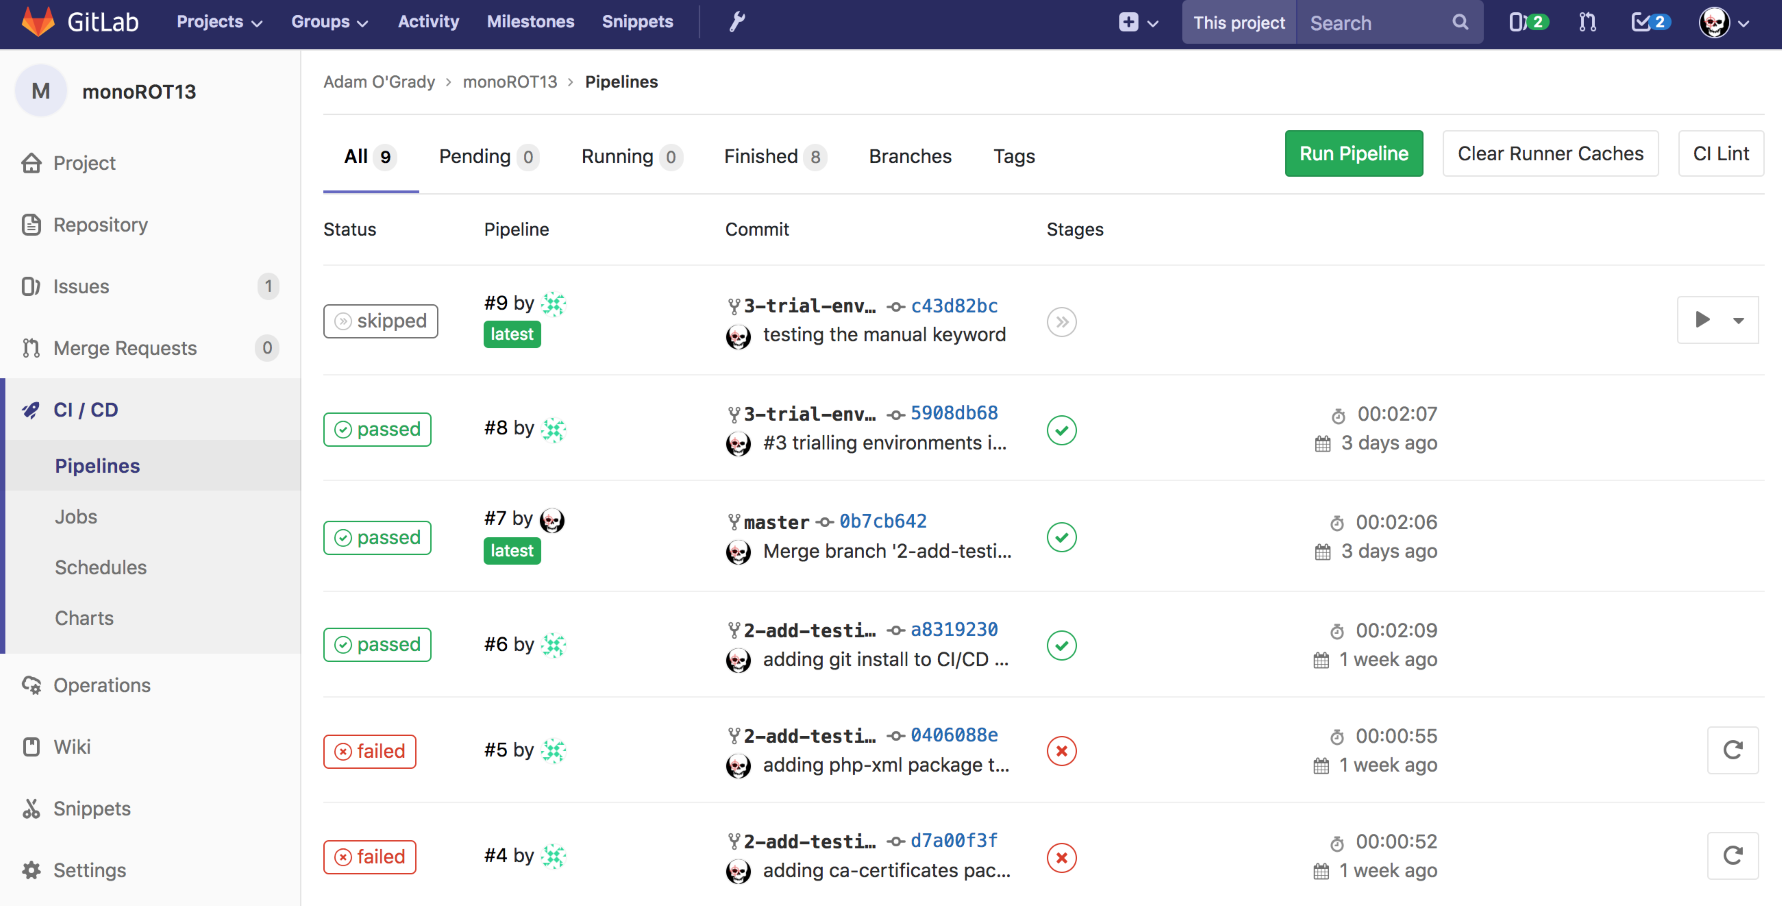 GitLab Projects Groups Activity Milestones Snippets This project Search 2 2
M monoROT13
Project
Repository
Issues 1
Merge Requests 0
CI / CD
Pipelines
Jobs
Schedules
Charts
Operations
Wiki
Snippets
Settings
Adam O'Grady › monoROT13 › Pipelines
All 9 Pending 0 Running 0 Finished 8 Branches Tags Run Pipeline Clear Runner Caches CI Lint
Status Pipeline Commit Stages
skipped #9 by latest 3-trial-env… c43d82bc
testing the manual keyword
passed #8 by 3-trial-env… 5908db68 00:02:07
#3 trialling environments i… 3 days ago
passed #7 by latest master 0b7cb642 00:02:06
Merge branch '2-add-testi… 3 days ago
passed #6 by 2-add-testi… a8319230 00:02:09
adding git install to CI/CD … 1 week ago
failed #5 by 2-add-testi… 0406088e 00:00:55
adding php-xml package t… 1 week ago
failed #4 by 2-add-testi… d7a00f3f 00:00:52
adding ca-certificates pac… 1 week ago